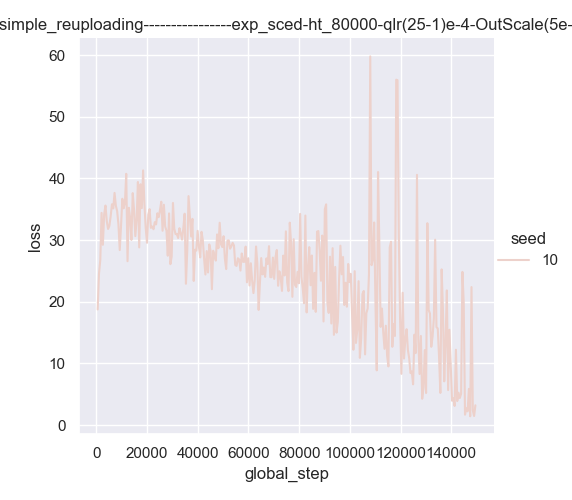 simple_reuploading----------------exp_sced-ht_80000-qlr(25-1)e-4-OutScale(5e-
60
50
40
30
20
10
0
loss
0 20000 40000 60000 80000 100000 120000 140000
global_step
seed
10